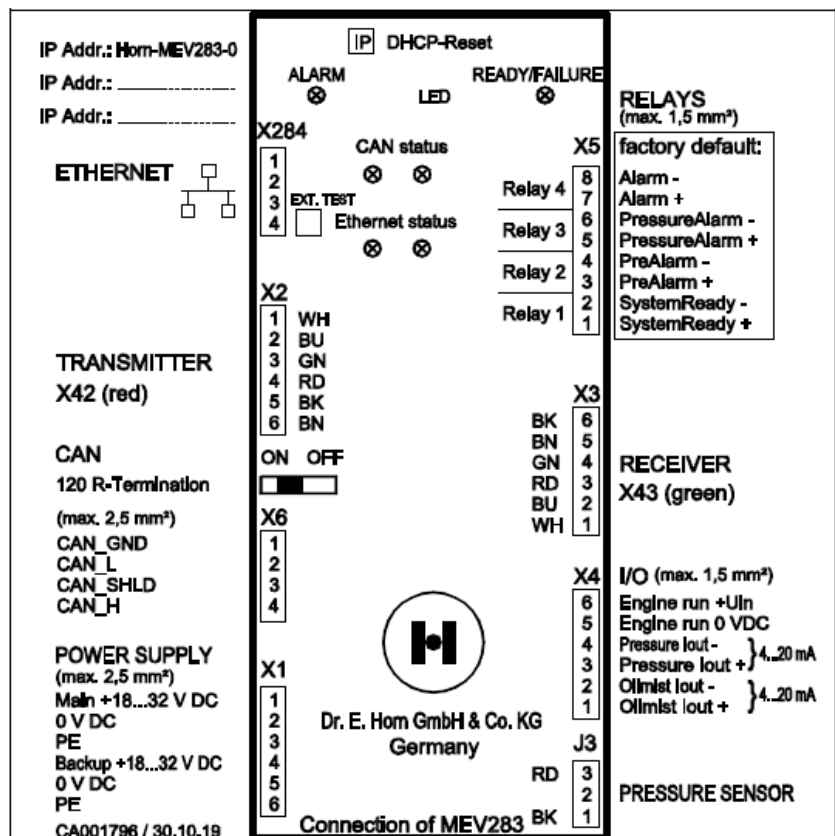 IP Addr.: Horn-MEV283-0
IP Addr.:
IP Addr.:
ETHERNET
TRANSMITTER
X42 (red)
CAN
120 R-Termination
(max. 2,5 mm²)
CAN_GND
CAN_L
CAN_SHLD
CAN_H
POWER SUPPLY
(max. 2,5 mm²)
Main +18...32 V DC
0 V DC
PE
Backup +18...32 V DC
0 V DC
PE
CA001796 / 30.10.19
IP DHCP-Reset
ALARM
LED
READY/FAILURE
X284
1
2
3
4
EXT. TEST
CAN status
Ethernet status
X2
1 WH
2 BU
3 GN
4 RD
5 BK
6 BN
ON OFF
X6
1
2
3
4
X1
1
2
3
4
5
6
H
Dr. E. Horn GmbH & Co. KG
Germany
Connection of MEV283
X5
Relay 4
8
7
Relay 3
6
5
Relay 2
4
3
Relay 1
2
1
X3
BK 6
BN 5
GN 4
RD 3
BU 2
WH 1
X4
6
5
4
3
2
1
J3
RD 3
2
BK 1
RELAYS
(max. 1,5 mm²)
factory default:
Alarm -
Alarm +
PressureAlarm -
PressureAlarm +
PreAlarm -
PreAlarm +
SystemReady -
SystemReady +
RECEIVER
X43 (green)
I/O (max. 1,5 mm²)
Engine run +Uin
Engine run 0 VDC
Pressure Iout -
Pressure Iout +
4...20 mA
Oilmist Iout -
Oilmist Iout +
4...20 mA
PRESSURE SENSOR